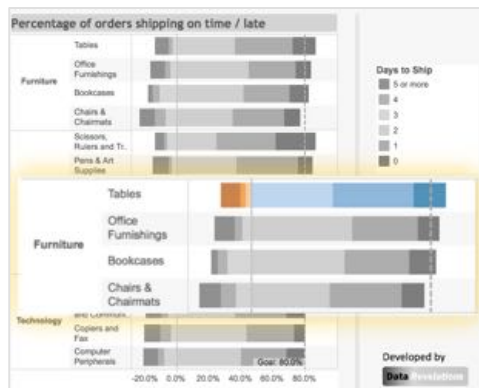 Percentage of orders shipping on time / late
Tables
Office
Furnishings
Furniture
Bookcases
Chairs &
Chairmats
Scissors,
Rulers and Tr..
Pens & Art
Supplies
Days to Ship
5 or more
4
3
2
1
0
Tables
Office
Furnishings
Furniture
Bookcases
Chairs &
Chairmats
Technology
and Commun..
Copiers and
Fax
Computer
Peripherals
Goal: 80.0%
-20.0% 0.0% 20.0% 40.0% 60.0% 80.0%
Developed by
Data Revelations